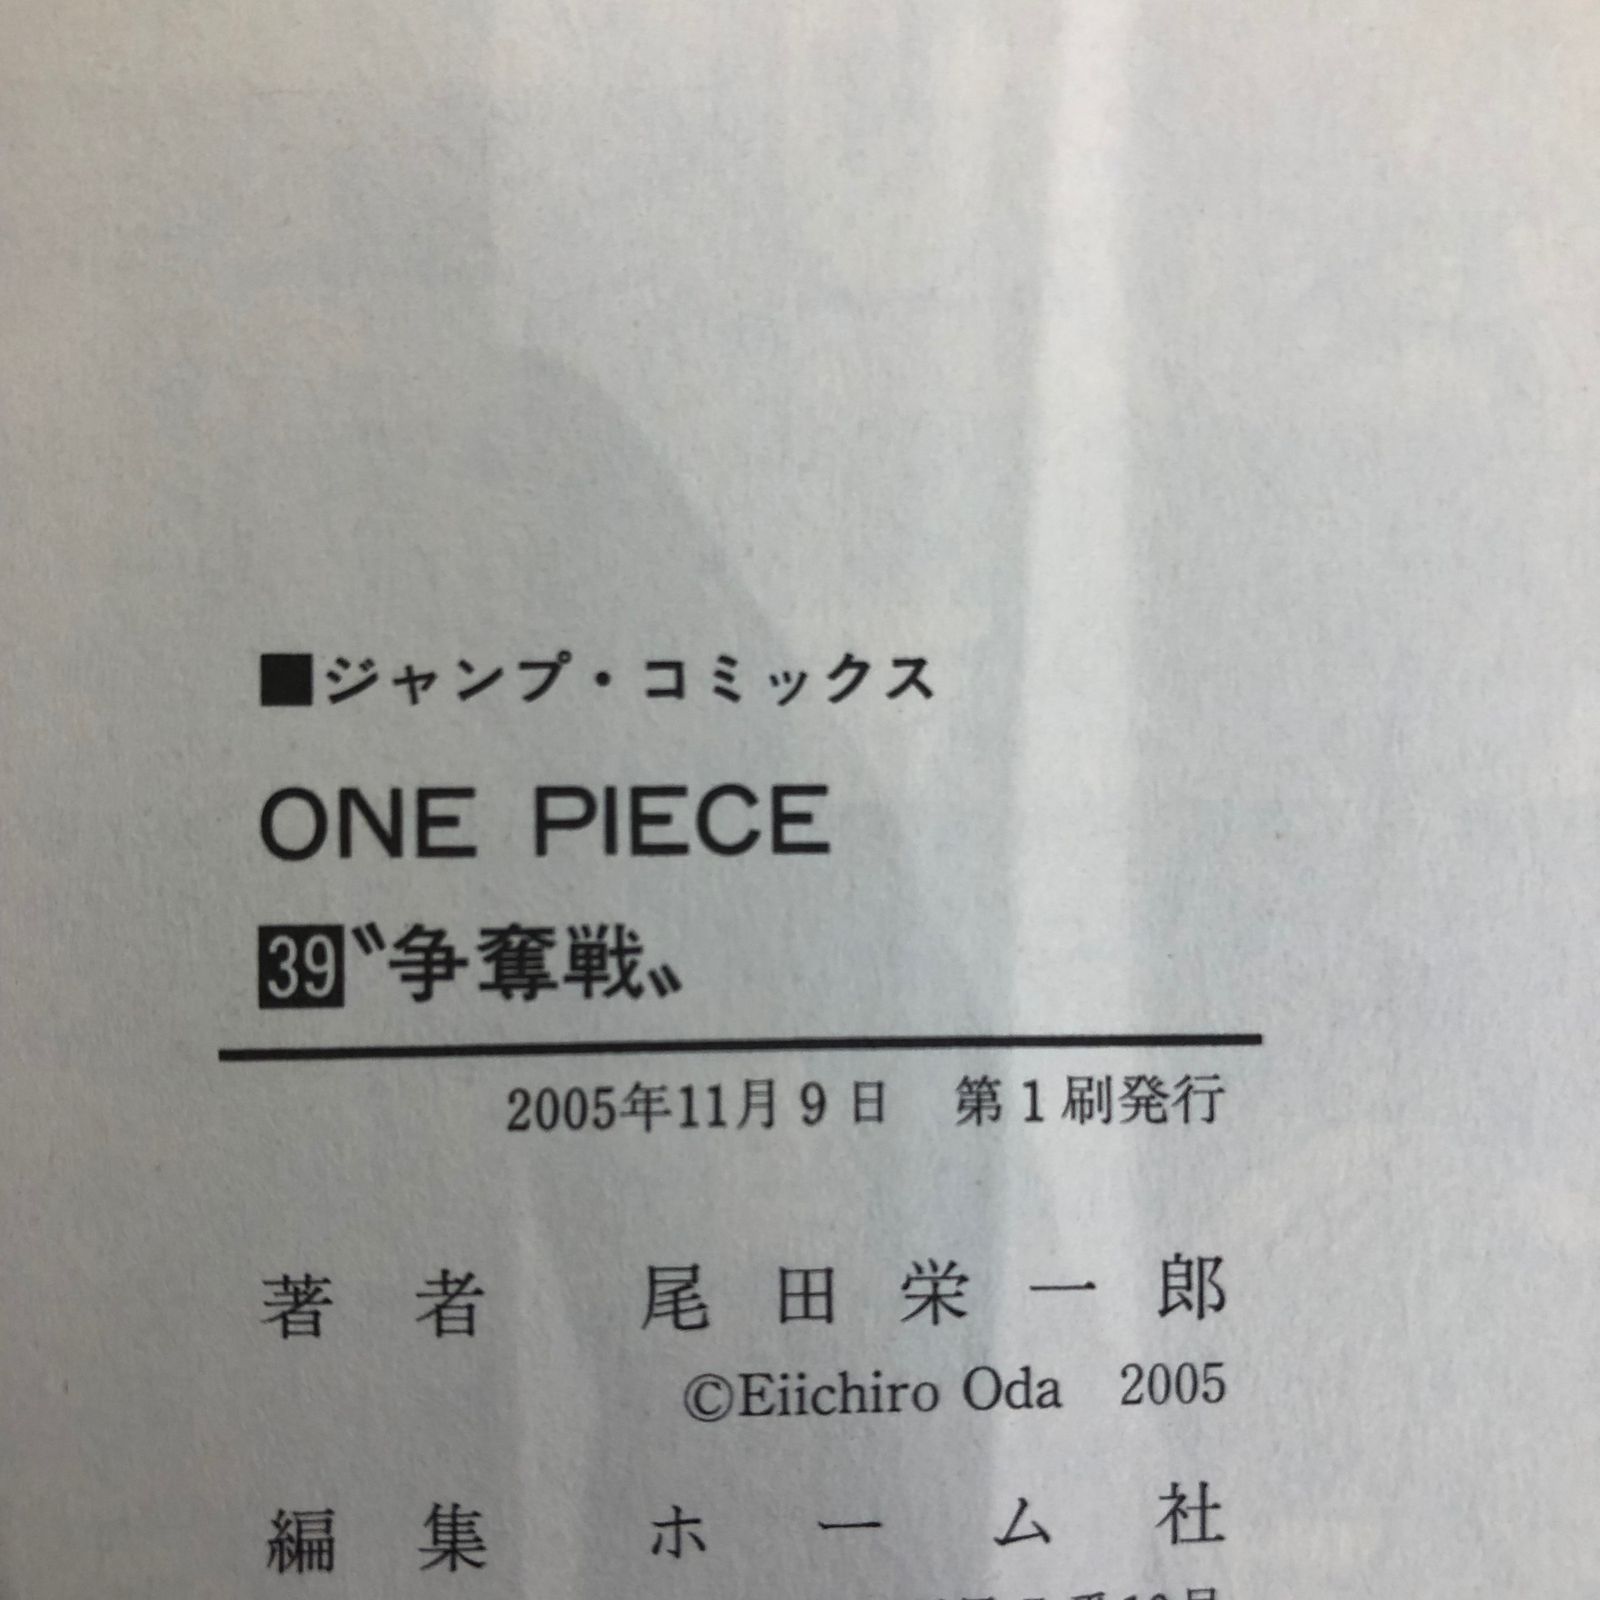 ■ジャンプ・コミックス
ONE PIECE
39〝争奪戦〟
2005年11月9日　第1刷発行
著者　尾田栄一郎
©Eiichiro Oda　2005
編集　ホーム社